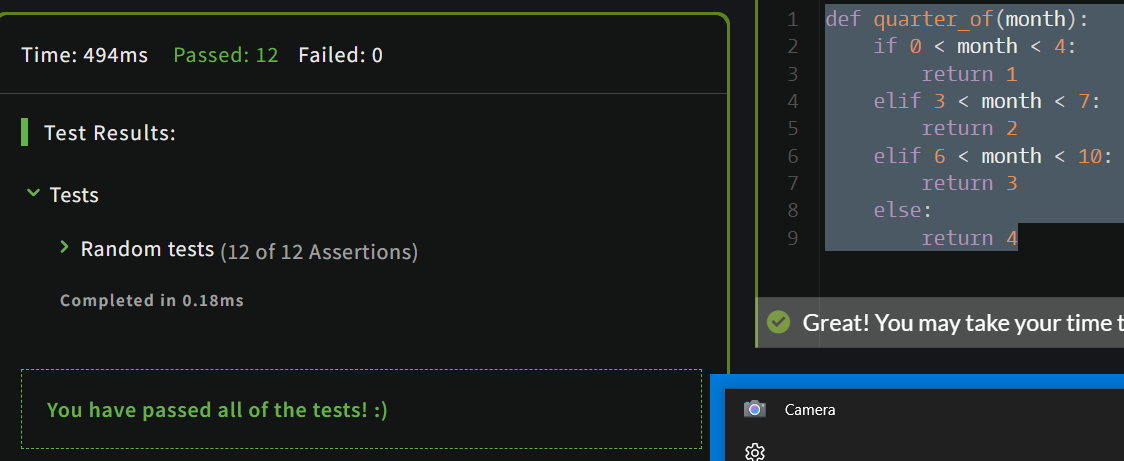 Time: 494ms Passed: 12 Failed: 0
Test Results:
Tests
Random tests (12 of 12 Assertions)
Completed in 0.18ms
You have passed all of the tests! :)
1 def quarter_of(month):
2     if 0 < month < 4:
3         return 1
4     elif 3 < month < 7:
5         return 2
6     elif 6 < month < 10:
7         return 3
8     else:
9         return 4
Great! You may take your time t
Camera